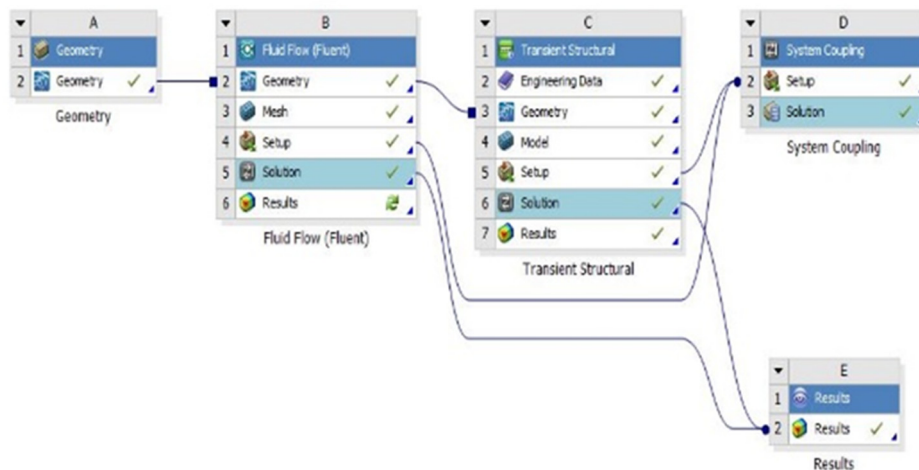 A
1 Geometry
2 Geometry
Geometry
B
1 Fluid Flow (Fluent)
2 Geometry
3 Mesh
4 Setup
5 Solution
6 Results
Fluid Flow (Fluent)
C
1 Transient Structural
2 Engineering Data
3 Geometry
4 Model
5 Setup
6 Solution
7 Results
Transient Structural
D
1 System Coupling
2 Setup
3 Solution
System Coupling
E
1 Results
2 Results
Results